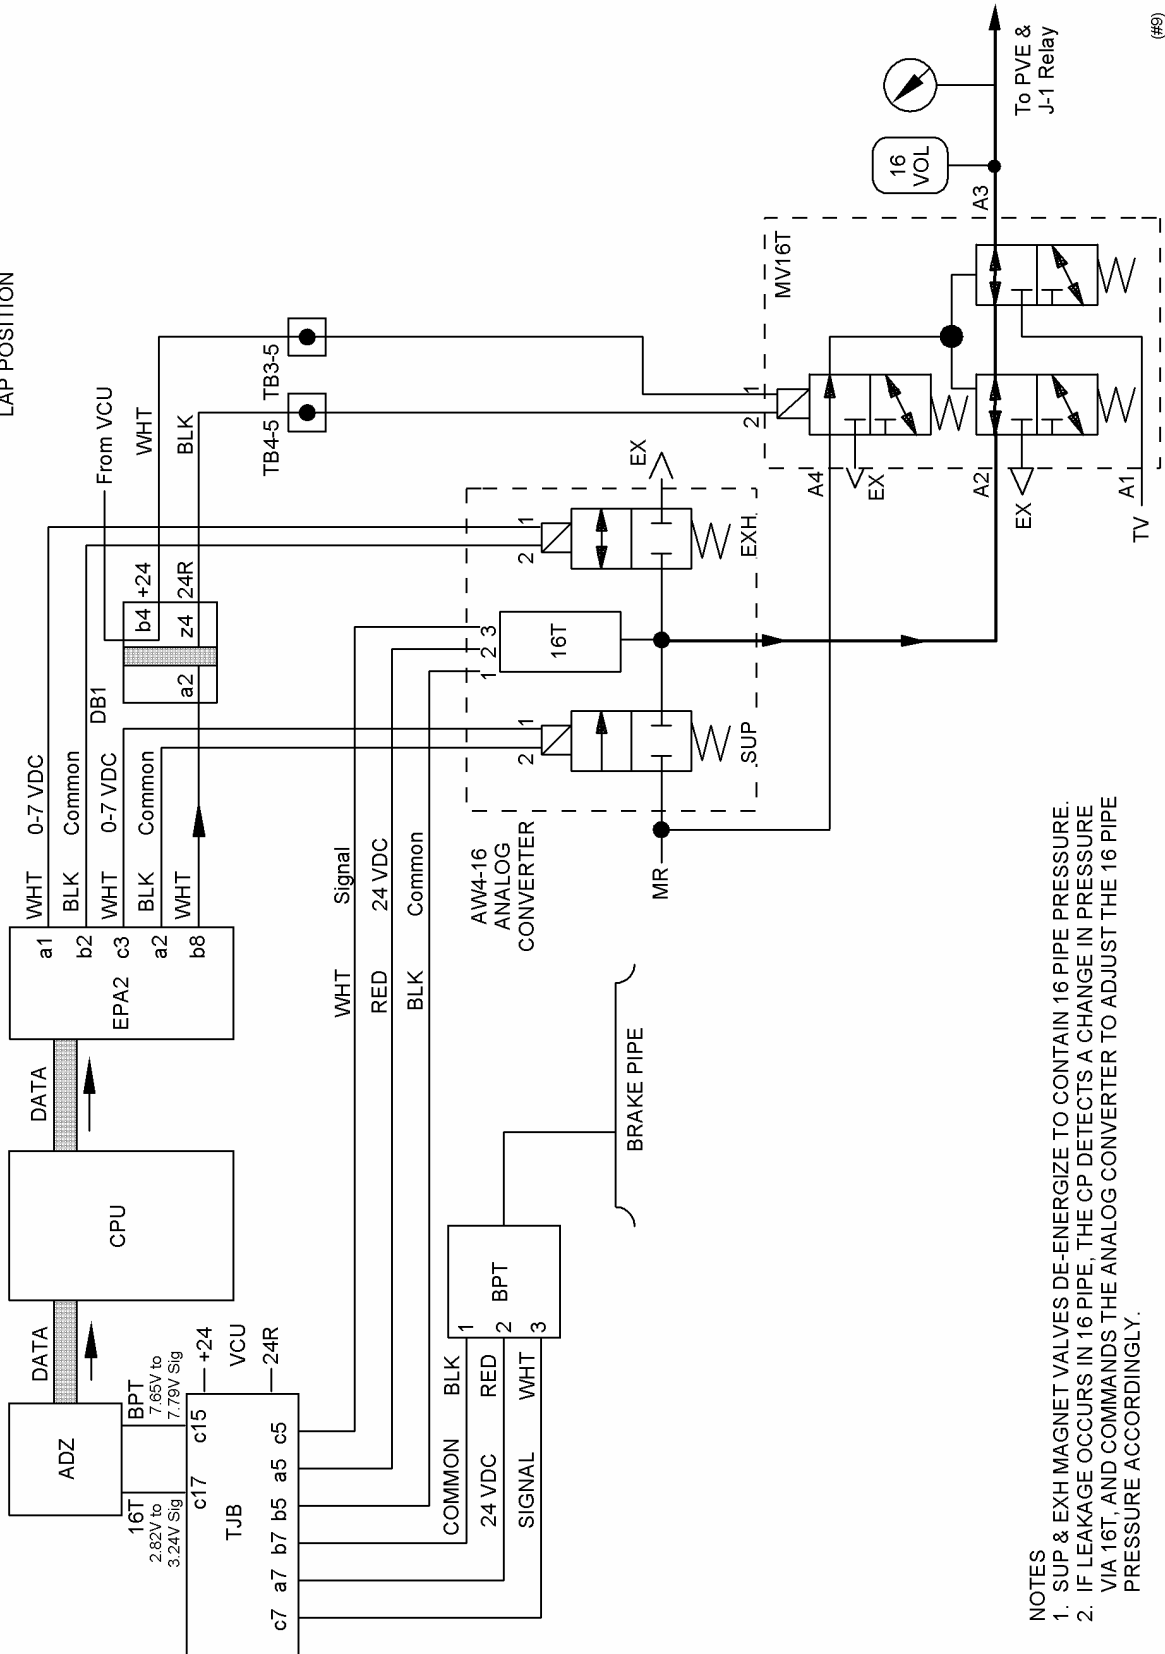 LAP POSITION
ADZ
DATA
CPU
DATA
EPA2
a1
b2
c3
a2
b8
WHT 0-7 VDC
BLK Common
WHT 0-7 VDC
BLK Common
WHT
DB1
a2
b4 +24
z4 24R
From VCU
WHT
BLK
TB4-5
TB3-5
16T
2.82V to
3.24V Sig
BPT
7.65V to
7.79V Sig
c17
c15
+24
VCU
24R
TJB
c7
a7
b7
b5
a5
c5
WHT Signal
RED 24 VDC
BLK Common
COMMON BLK
24 VDC RED
SIGNAL WHT
1
2
3
BPT
BRAKE PIPE
AW4-16
ANALOG
CONVERTER
MR
2
1
SUP
1
2
3
16T
2
1
EXH
EX
MV16T
2
1
A4
EX
A2
EX
A1
TV
A3
16
VOL
To PVE &
J-1 Relay
NOTES
1. SUP & EXH MAGNET VALVES DE-ENERGIZE TO CONTAIN 16 PIPE PRESSURE.
2. IF LEAKAGE OCCURS IN 16 PIPE, THE CP DETECTS A CHANGE IN PRESSURE
VIA 16T, AND COMMANDS THE ANALOG CONVERTER TO ADJUST THE 16 PIPE
PRESSURE ACCORDINGLY.
(#9)